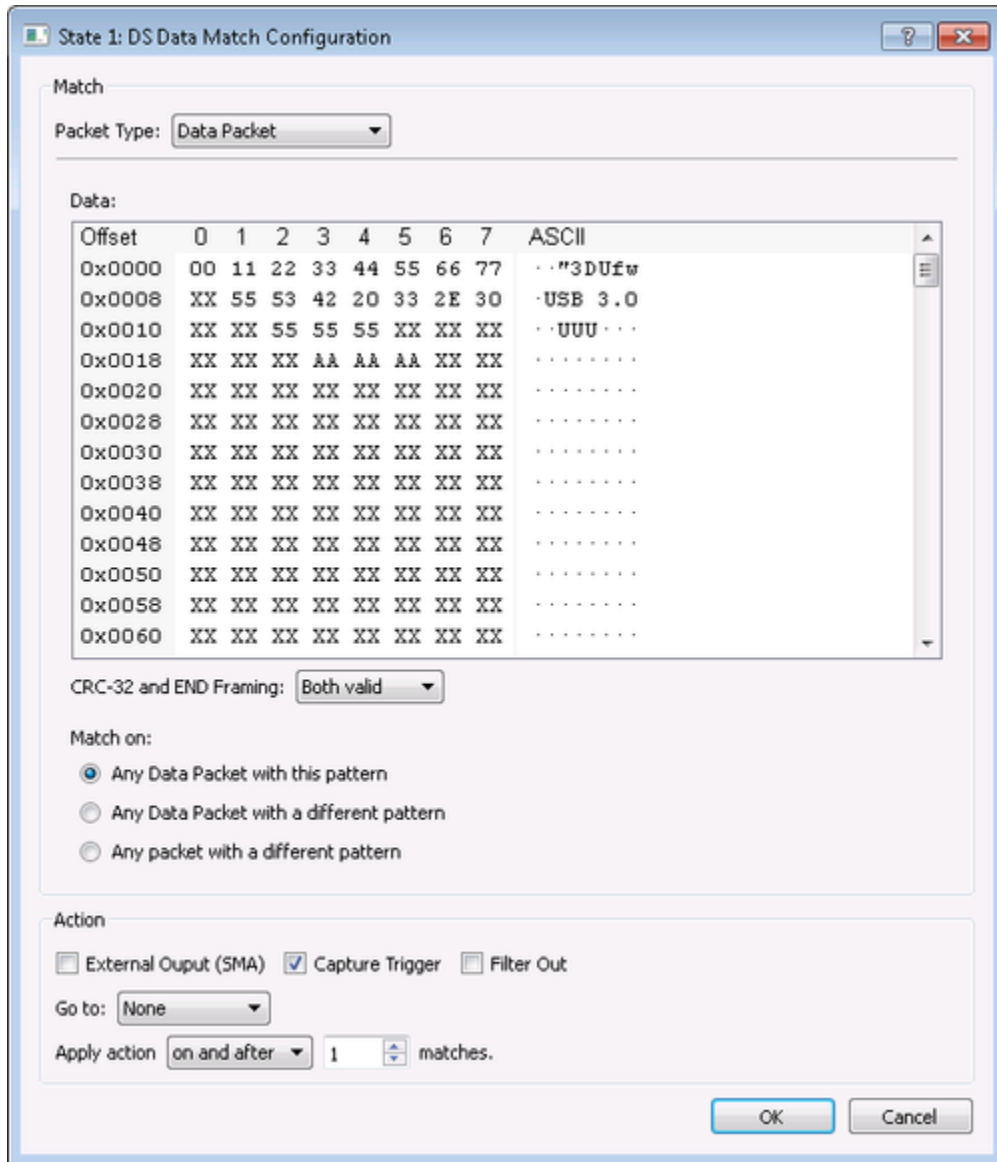 State 1: DS Data Match Configuration
Match
Packet Type: Data Packet
Data:
Offset 0 1 2 3 4 5 6 7 ASCII
0x0000 00 11 22 33 44 55 66 77 ··"3DUfw
0x0008 XX 55 53 42 20 33 2E 30 ·USB 3.0
0x0010 XX XX 55 55 55 XX XX XX ··UUU···
0x0018 XX XX XX AA AA AA XX XX ········
0x0020 XX XX XX XX XX XX XX XX ········
0x0028 XX XX XX XX XX XX XX XX ········
0x0030 XX XX XX XX XX XX XX XX ········
0x0038 XX XX XX XX XX XX XX XX ········
0x0040 XX XX XX XX XX XX XX XX ········
0x0048 XX XX XX XX XX XX XX XX ········
0x0050 XX XX XX XX XX XX XX XX ········
0x0058 XX XX XX XX XX XX XX XX ········
0x0060 XX XX XX XX XX XX XX XX ········
CRC-32 and END Framing: Both valid
Match on:
Any Data Packet with this pattern
Any Data Packet with a different pattern
Any packet with a different pattern
Action
External Ouput (SMA) Capture Trigger Filter Out
Go to: None
Apply action on and after 1 matches.
OK Cancel